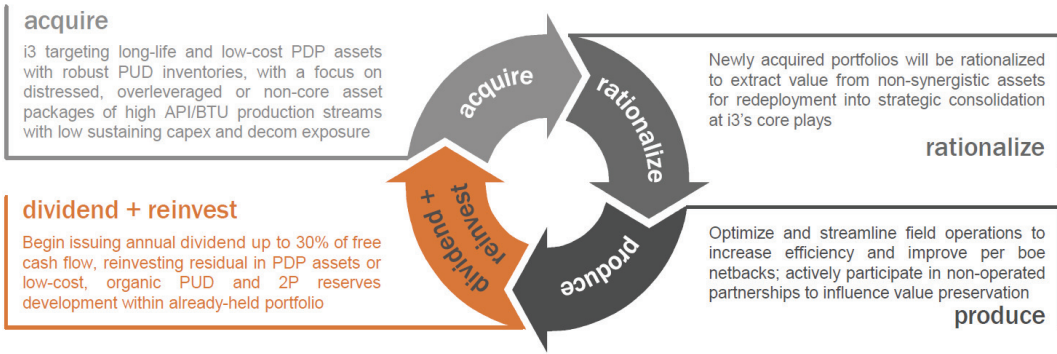 acquire
i3 targeting long-life and low-cost PDP assets
with robust PUD inventories, with a focus on
distressed, overleveraged or non-core asset
packages of high API/BTU production streams
with low sustaining capex and decom exposure
dividend + reinvest
Begin issuing annual dividend up to 30% of free
cash flow, reinvesting residual in PDP assets or
low-cost, organic PUD and 2P reserves
development within already-held portfolio
acquire
rationalize
produce
dividend +
reinvest
Newly acquired portfolios will be rationalized
to extract value from non-synergistic assets
for redeployment into strategic consolidation
at i3's core plays
rationalize
Optimize and streamline field operations to
increase efficiency and improve per boe
netbacks; actively participate in non-operated
partnerships to influence value preservation
produce